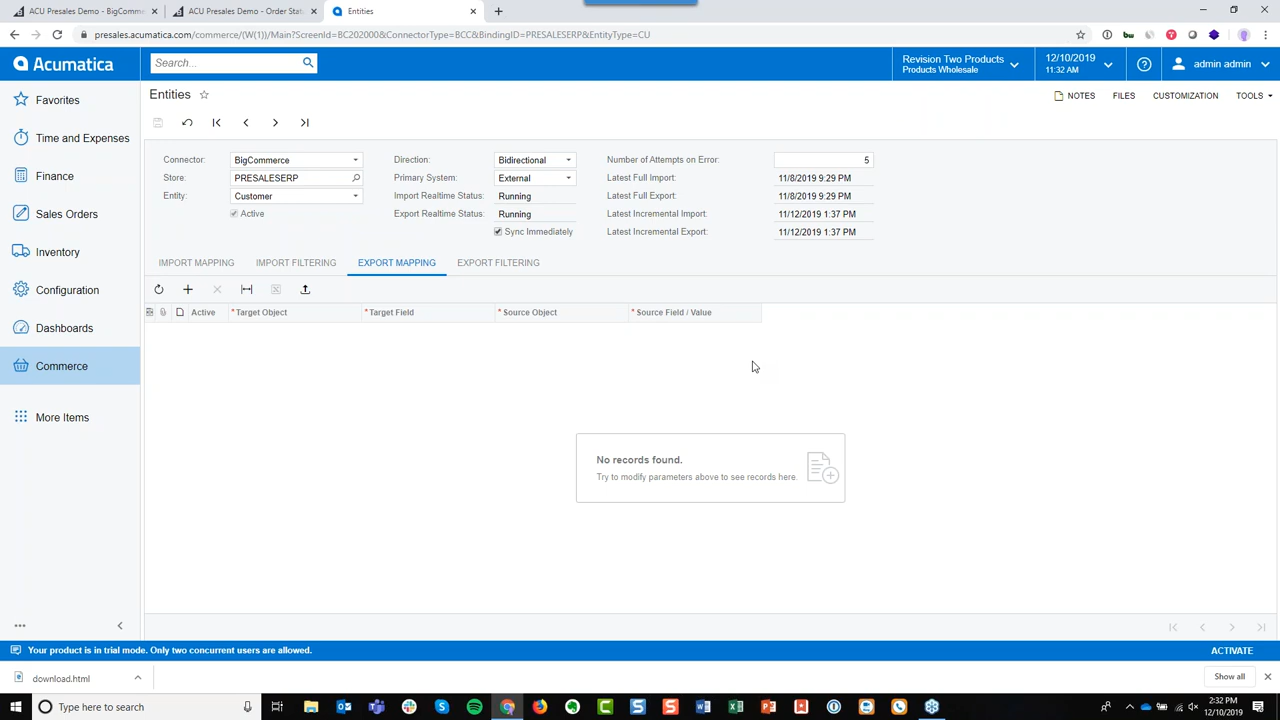 ACU Presales Demo - BigComme
ACU Presales Demo - Order Stat
Entities
presales.acumatica.com/commerce/(W(1))/Main?ScreenId=BC202000&ConnectorType=BCC&BindingID=PRESALESERP&EntityType=CU
Acumatica
Search...
Revision Two Products
Products Wholesale
12/10/2019
11:32 AM
admin admin
Favorites
Time and Expenses
Finance
Sales Orders
Inventory
Configuration
Dashboards
Commerce
More Items
Entities
NOTES
FILES
CUSTOMIZATION
TOOLS
Connector: BigCommerce
Store: PRESALESERP
Entity: Customer
Active
Direction: Bidirectional
Primary System: External
Import Realtime Status: Running
Export Realtime Status: Running
Sync Immediately
Number of Attempts on Error: 5
Latest Full Import: 11/8/2019 9:29 PM
Latest Full Export: 11/8/2019 9:29 PM
Latest Incremental Import: 11/12/2019 1:37 PM
Latest Incremental Export: 11/12/2019 1:37 PM
IMPORT MAPPING
IMPORT FILTERING
EXPORT MAPPING
EXPORT FILTERING
Active
* Target Object
* Target Field
* Source Object
* Source Field / Value
No records found.
Try to modify parameters above to see records here.
Your product is in trial mode. Only two concurrent users are allowed.
ACTIVATE
download.html
Show all
Type here to search
2:32 PM
12/10/2019